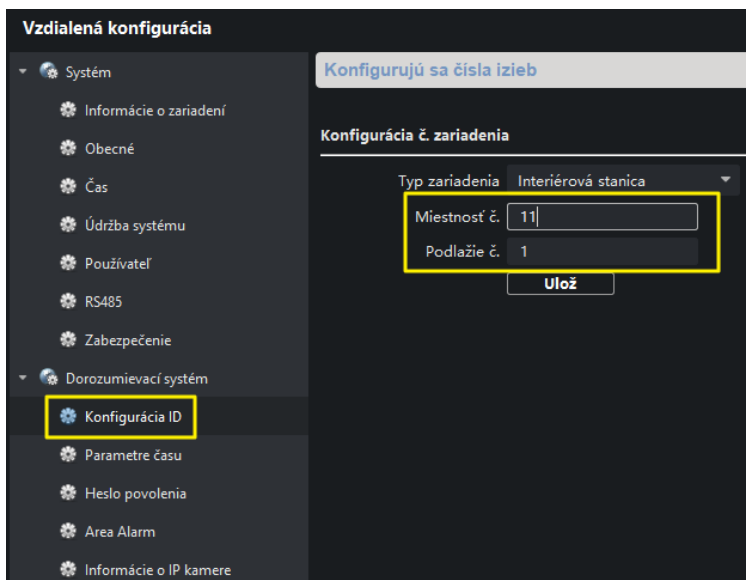 Vzdialená konfigurácia
Systém
Informácie o zariadení
Obecné
Čas
Údržba systému
Používateľ
RS485
Zabezpečenie
Dorozumievací systém
Konfigurácia ID
Parametre času
Heslo povolenia
Area Alarm
Informácie o IP kamere
Konfigurujú sa čísla izieb
Konfigurácia č. zariadenia
Typ zariadenia Interiérová stanica
Miestnosť č. 11
Podlažie č. 1
Ulož